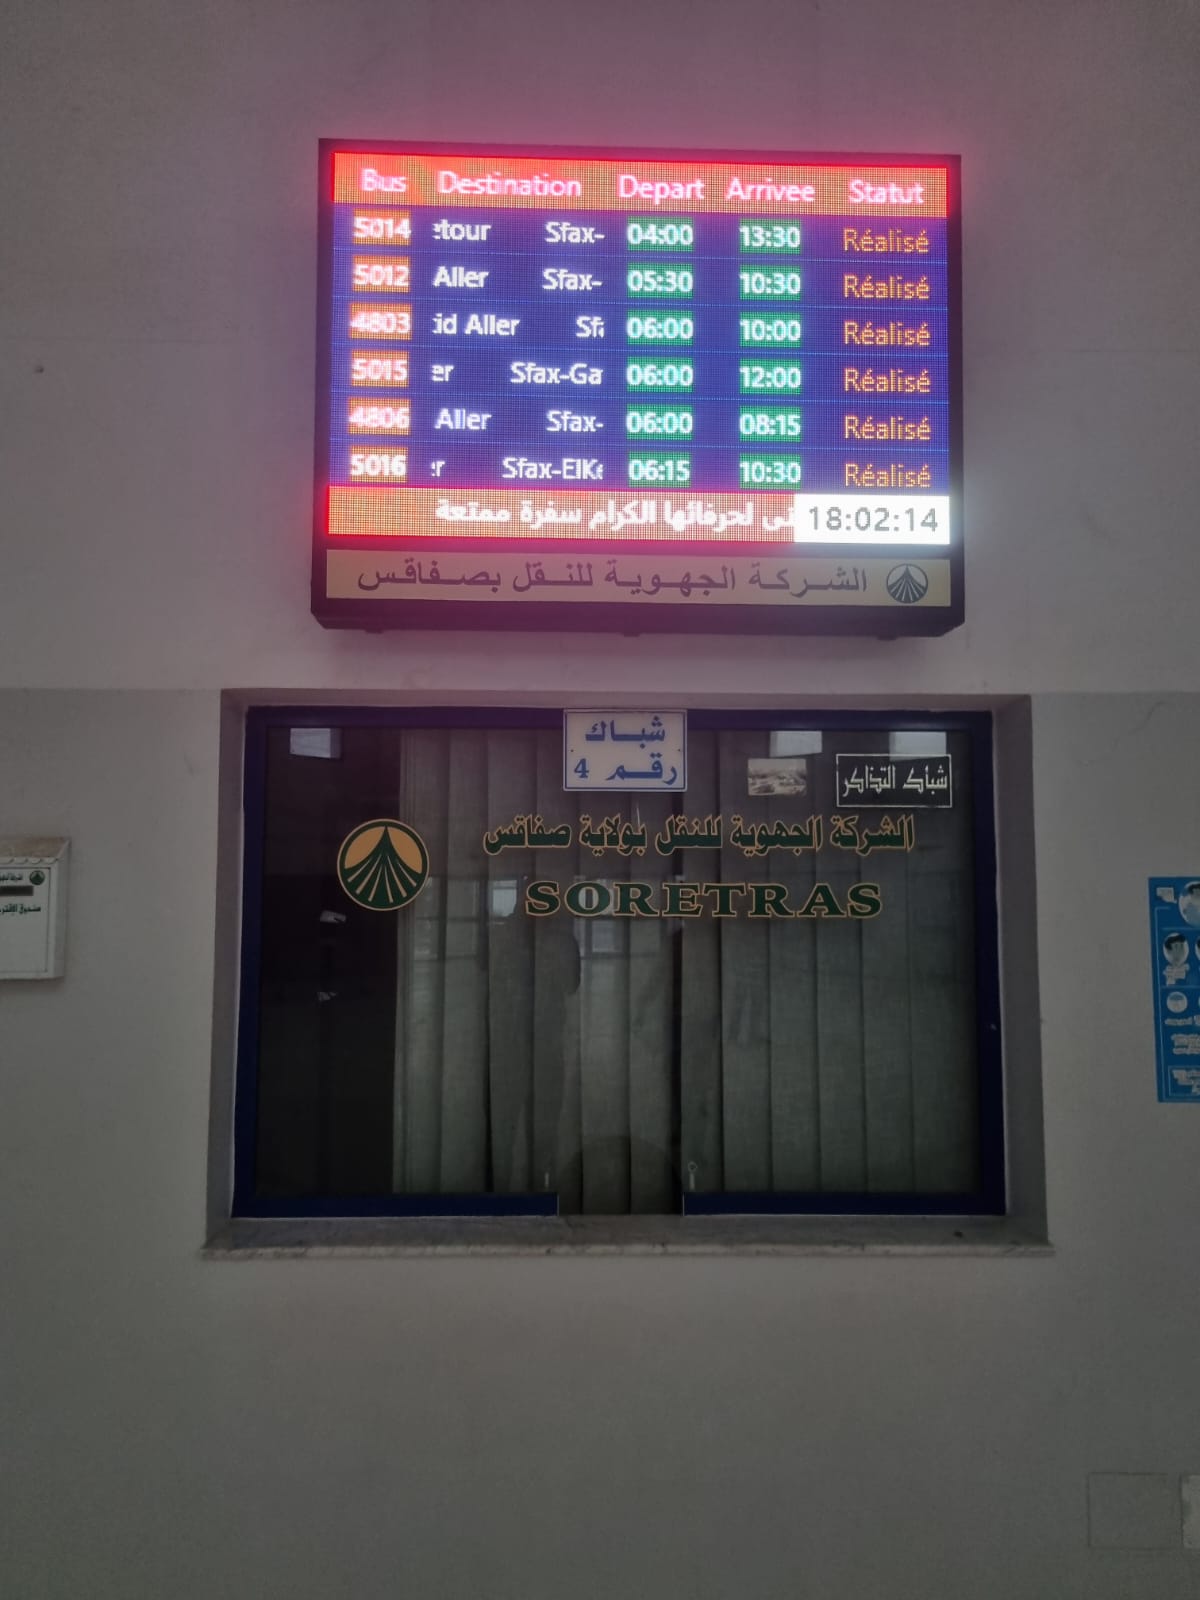 Bus Destination Depart Arrivee Statut
5014 etour Sfax- 04:00 13:30 Réalisé
5012 Aller Sfax- 05:30 10:30 Réalisé
4803 id Aller Sfa 06:00 10:00 Réalisé
5015 er Sfax-Ga 06:00 12:00 Réalisé
4806 Aller Sfax- 06:00 08:15 Réalisé
5016 r Sfax-ElKe 06:15 10:30 Réalisé
لحرفائها الكرام سفرة ممتعة 18:02:14
الشركة الجهوية للنقل بصفاقس
شباك
رقم 4
شباك التذاكر
الشركة الجهوية للنقل بولاية صفاقس
SORETRAS